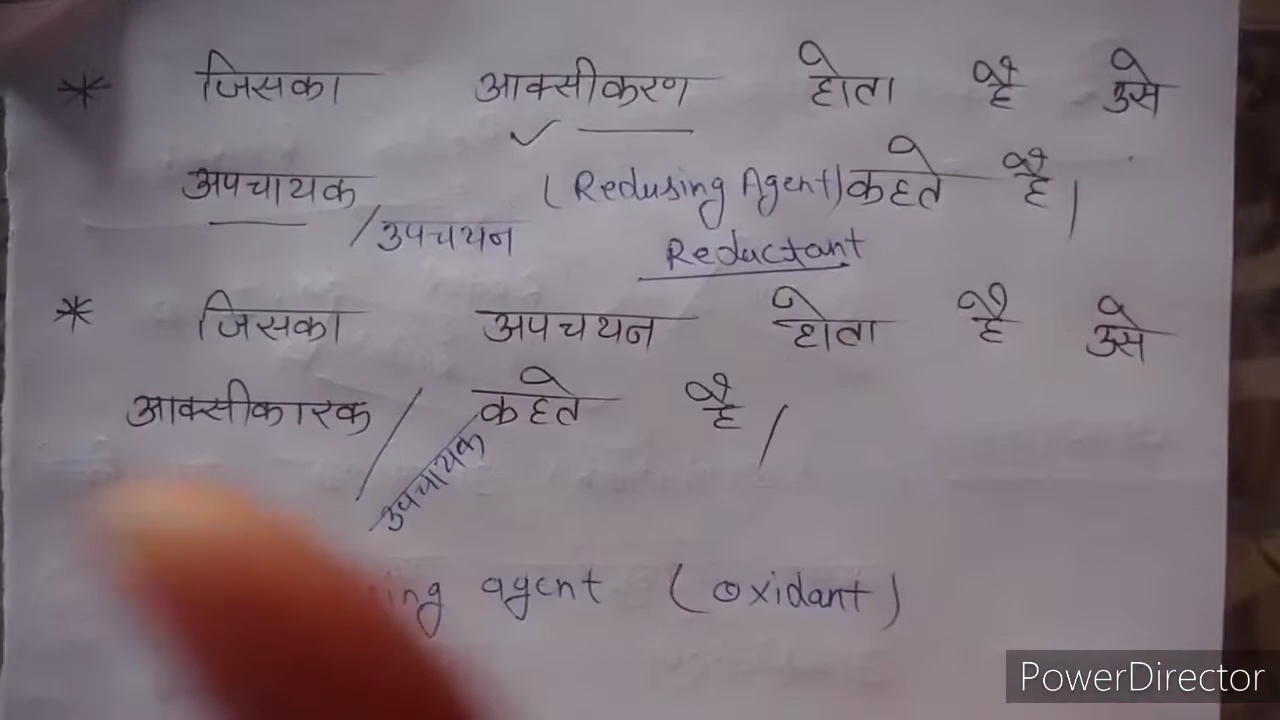 * जिसका आक्सीकरण होता है उसे
अपचायक (Redusing Agent) कहते है।
/उपचयन Reductant
* जिसका अपचयन होता है उसे
आक्सीकारक / कहते है।
उपचायक
ing agent (oxidant)
PowerDirector